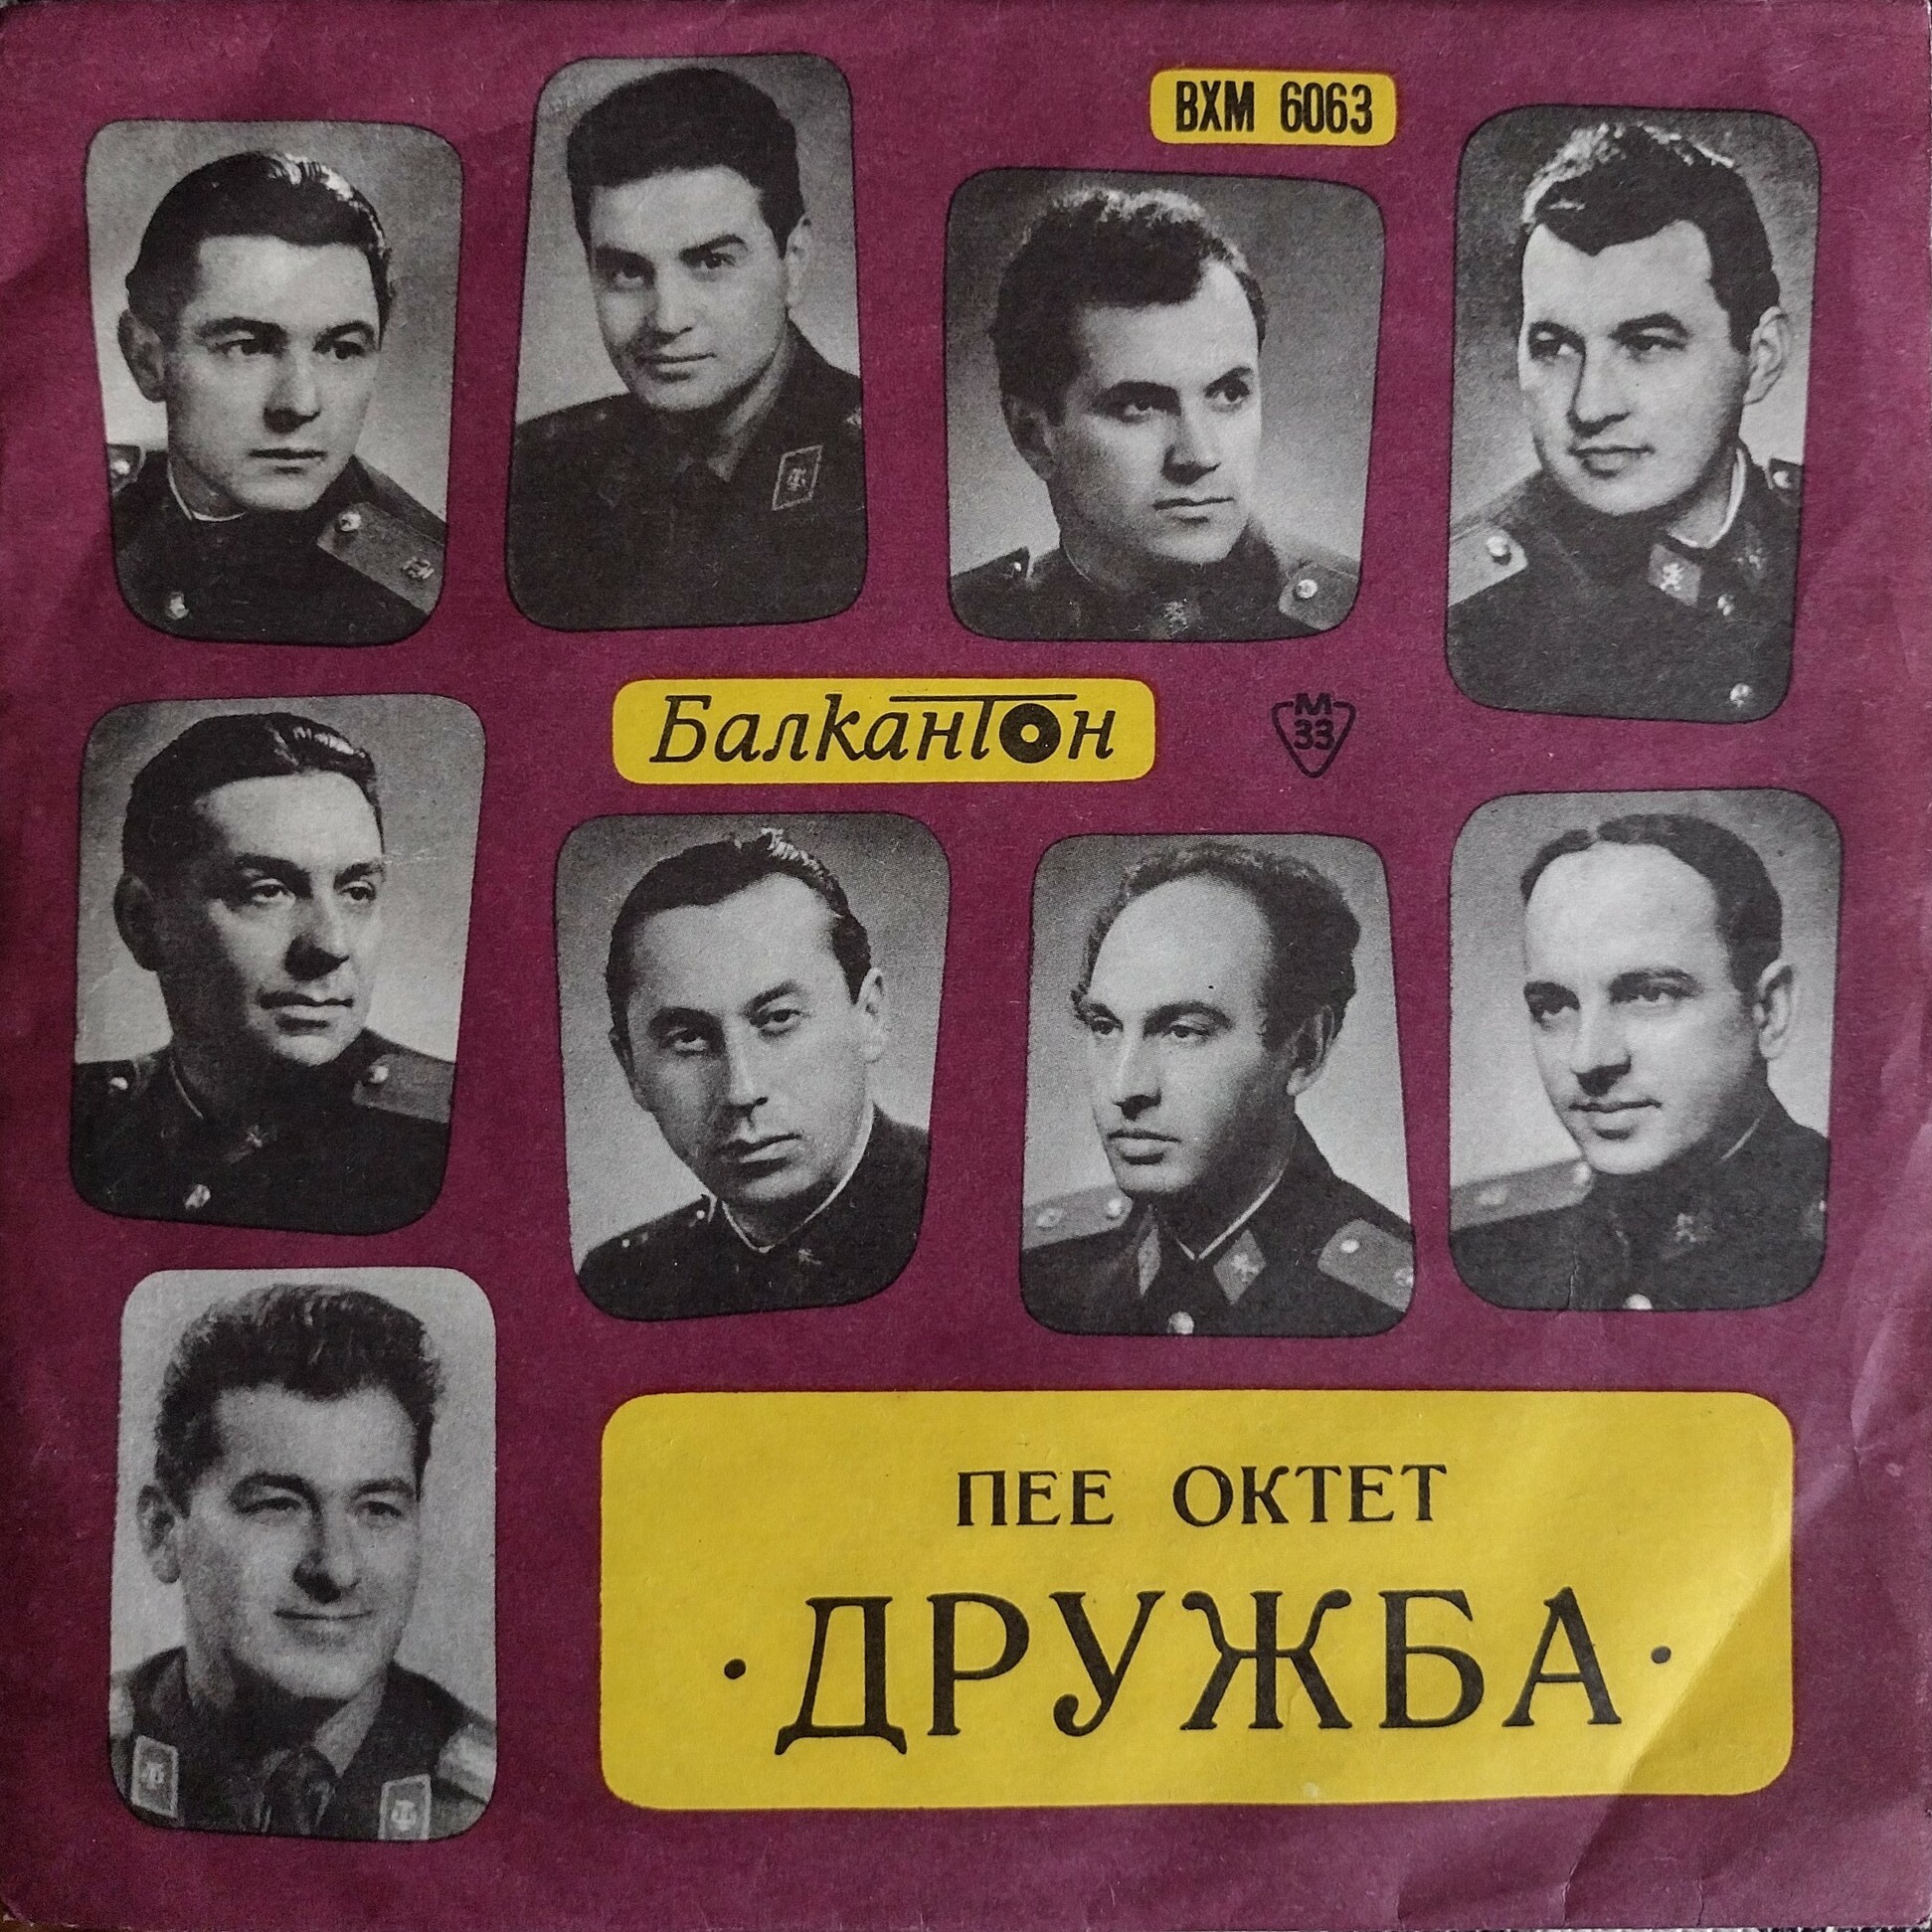 ВХМ 6063
Балкантон
М
33
ПЕЕ ОКТЕТ
·ДРУЖБА·